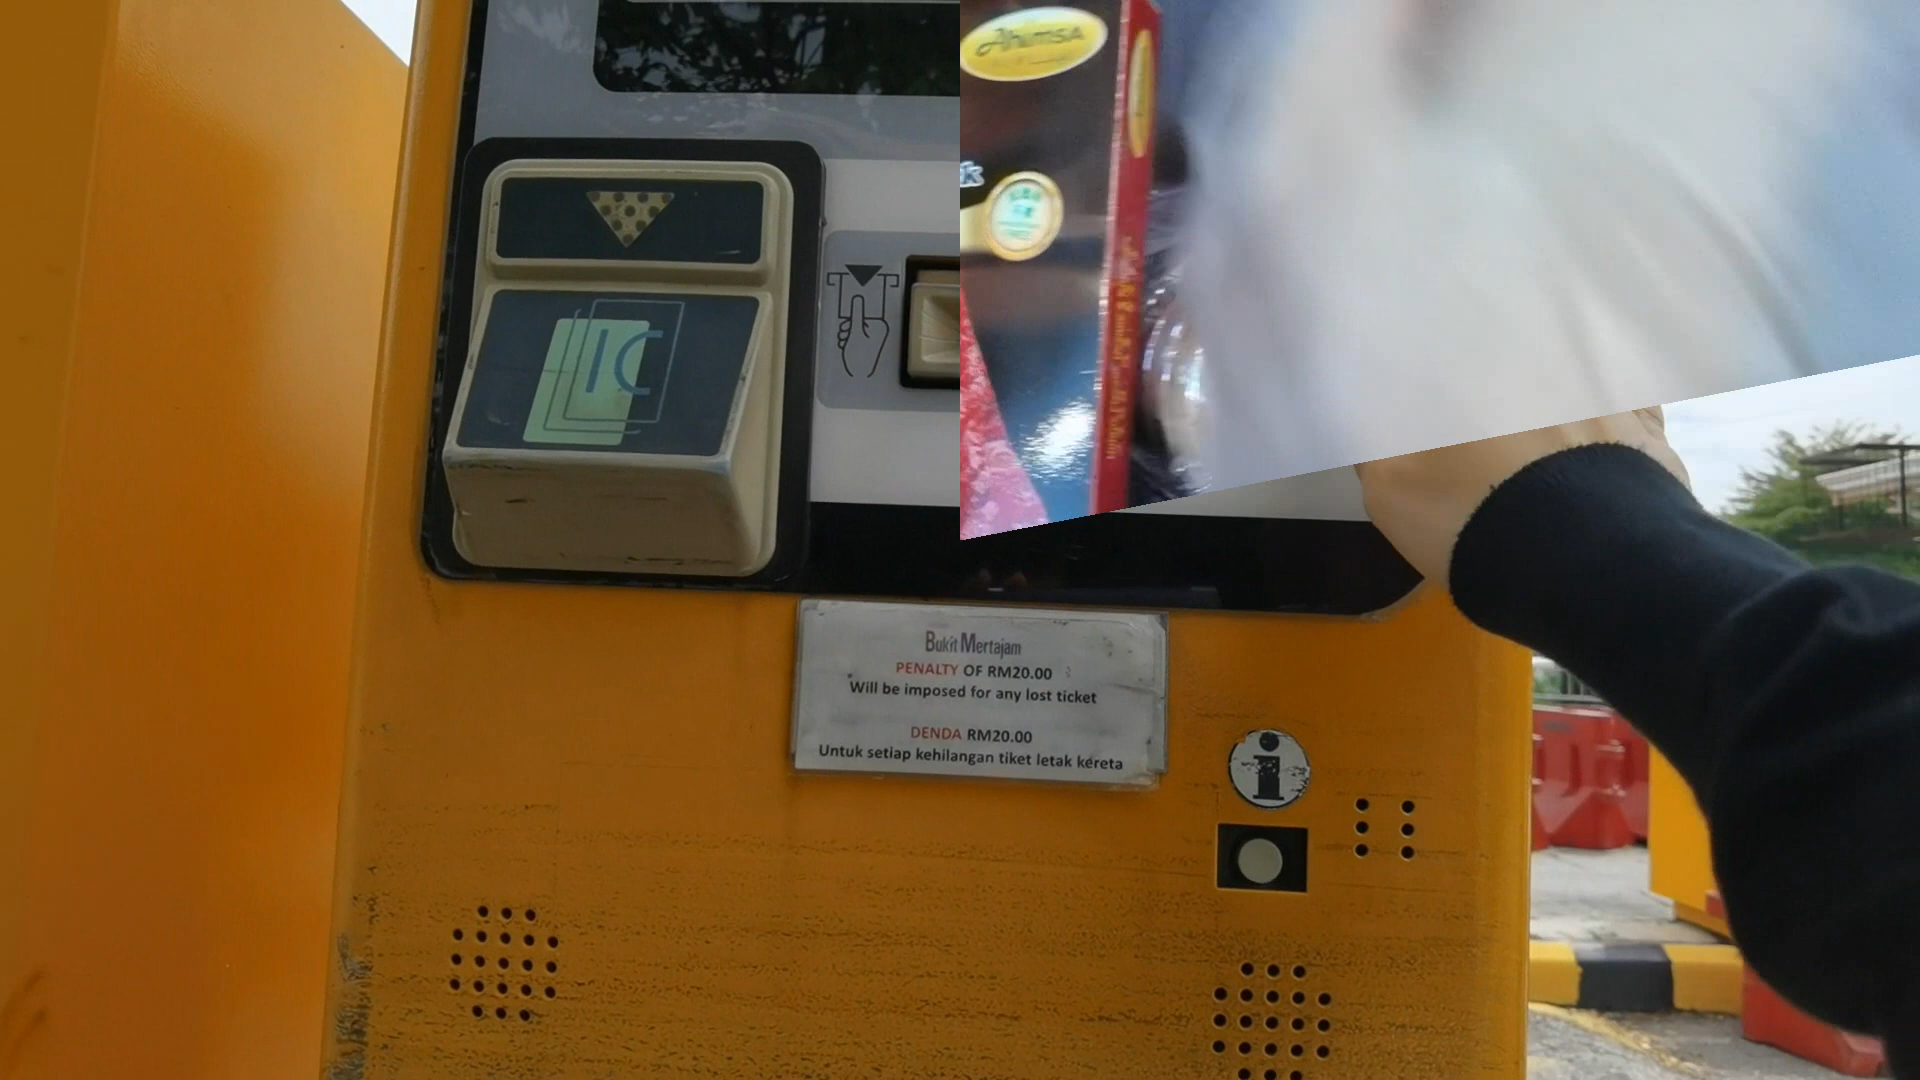 Ahimsa
IC
Bukit Mertajam
PENALTY OF RM20.00
Will be imposed for any lost ticket
DENDA RM20.00
Untuk setiap kehilangan tiket letak kereta
i